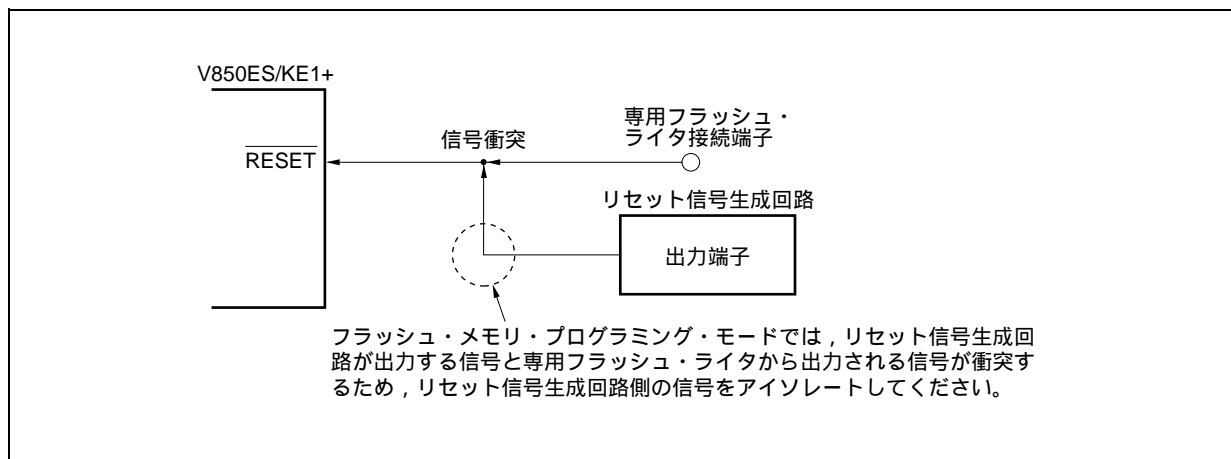 V850ES/KE1+
専用フラッシュ・
ライタ接続端子
信号衝突
RESET
リセット信号生成回路
出力端子
フラッシュ・メモリ・プログラミング・モードでは，リセット信号生成回
路が出力する信号と専用フラッシュ・ライタから出力される信号が衝突す
るため，リセット信号生成回路側の信号をアイソレートしてください。